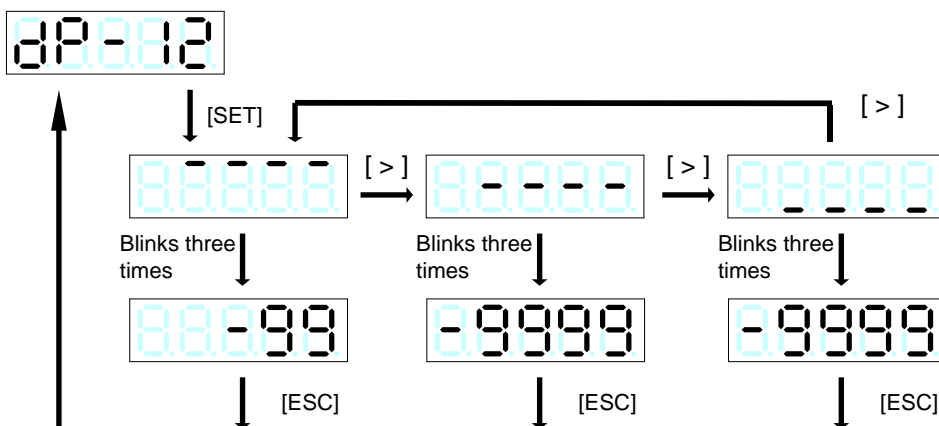 dP-12
[SET]
[ > ]
- - - -
[ > ]
- - - -
[ > ]
- - - -
Blinks three
times
Blinks three
times
Blinks three
times
-99
-9999
-9999
[ESC]
[ESC]
[ESC]